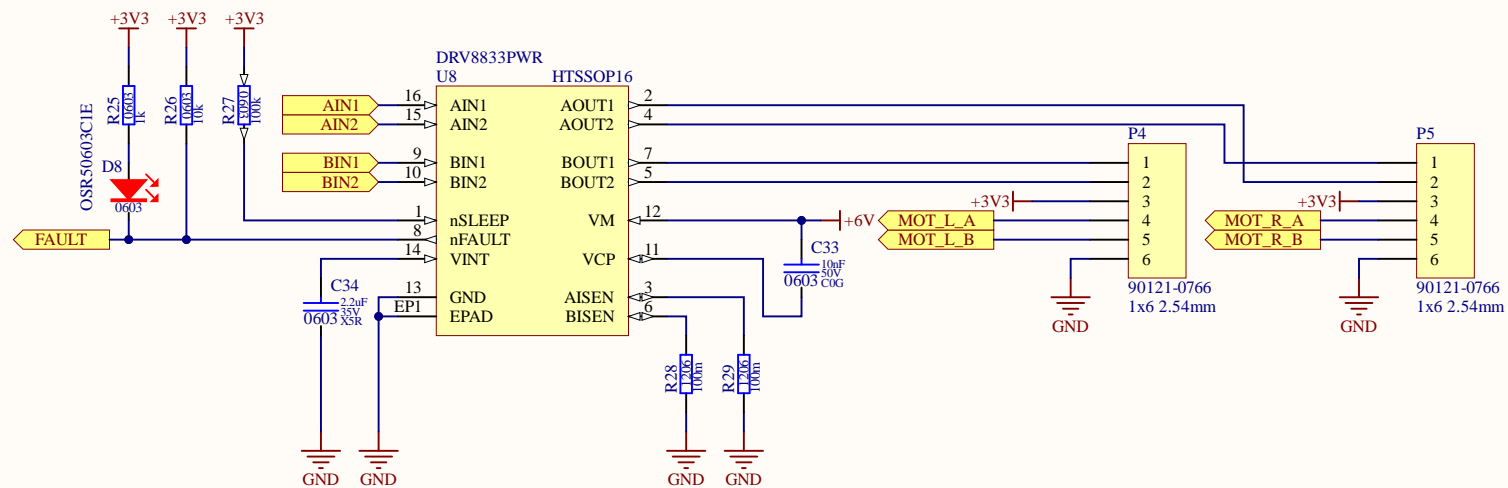 +3V3
+3V3
+3V3
R25
0603
1k
R26
0603
10k
R27
0603
100k
OSR50603C1E
D8
0603
FAULT
AIN1
AIN2
BIN1
BIN2
DRV8833PWR
U8
HTSSOP16
16
AIN1
15
AIN2
9
BIN1
10
BIN2
1
nSLEEP
8
nFAULT
14
VINT
13
GND
EP1
EPAD
AOUT1
2
AOUT2
4
BOUT1
7
BOUT2
5
VM
12
VCP
11
AISEN
3
BISEN
6
C34
2.2uF
35V
X5R
0603
GND
GND
+6V
C33
10nF
50V
C0G
0603
R28
1206
100m
R29
1206
100m
GND
GND
MOT_L_A
MOT_L_B
+3V3
GND
P4
1
2
3
4
5
6
90121-0766
1x6 2.54mm
MOT_R_A
MOT_R_B
+3V3
GND
P5
1
2
3
4
5
6
90121-0766
1x6 2.54mm